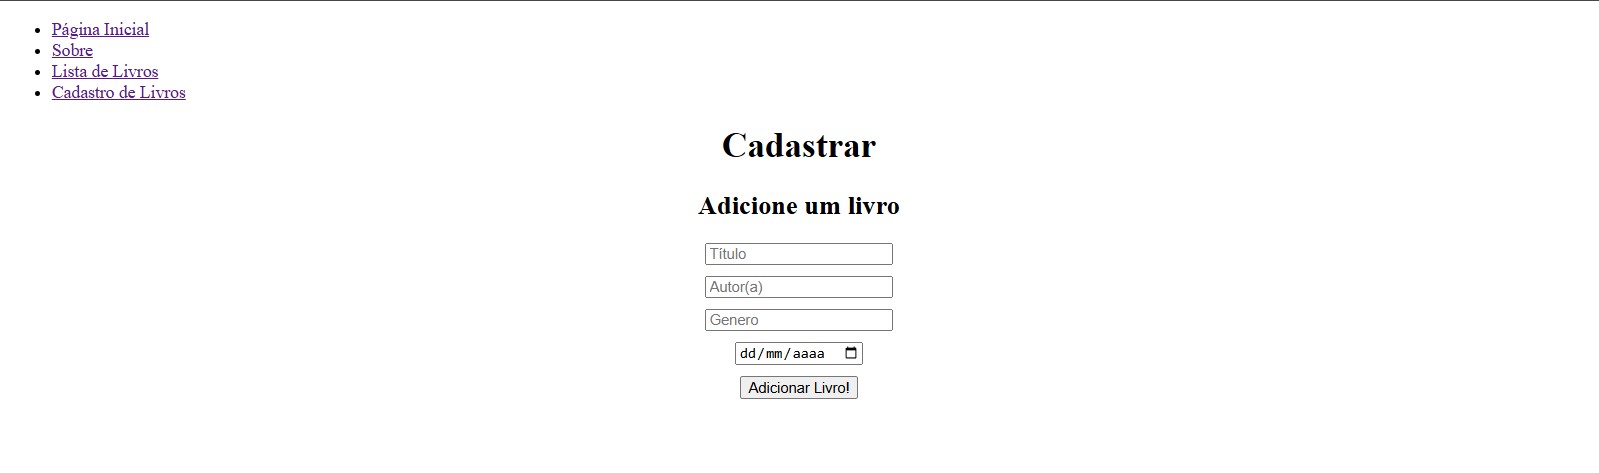 Página Inicial
Sobre
Lista de Livros
Cadastro de Livros
Cadastrar
Adicione um livro
Título
Autor(a)
Genero
dd/mm/aaaa
Adicionar Livro!